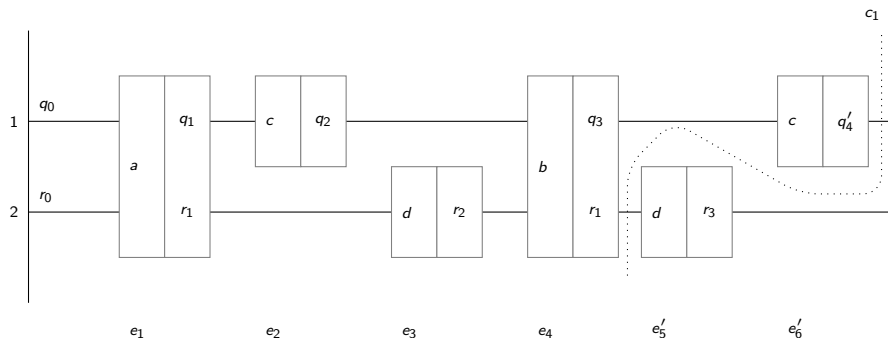 c₁
q₀ q₁ c q₂ q₃ c q′₄
1
a b
r₀ r₁ d r₂ r₁ d r₃
2
e₁ e₂ e₃ e₄ e′₅ e′₆